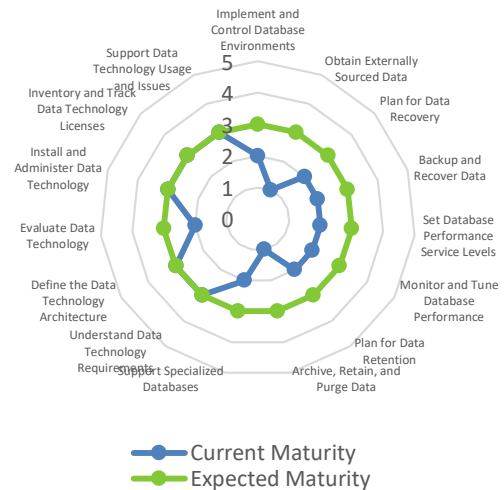 Implement and
Control Database
Environments
Obtain Externally
Sourced Data
Plan for Data
Recovery
Backup and
Recover Data
Set Database
Performance
Service Levels
Monitor and Tune
Database
Performance
Plan for Data
Retention
Archive, Retain, and
Purge Data
Support Specialized
Databases
Understand Data
Technology
Requirements
Define the Data
Technology
Architecture
Evaluate Data
Technology
Install and
Administer Data
Technology
Inventory and Track
Data Technology
Licenses
Support Data
Technology Usage
and Issues
5
4
3
2
1
0
Current Maturity
Expected Maturity